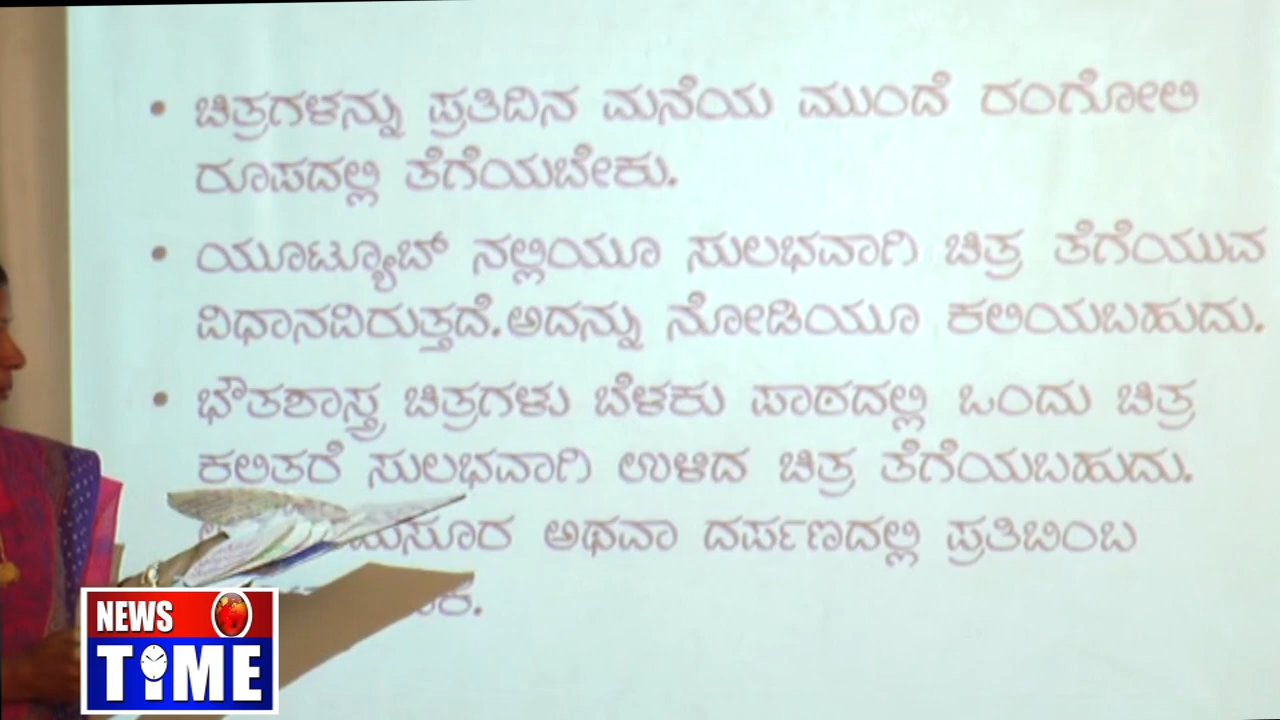 • ಚಿತ್ರಗಳನ್ನು ಪ್ರತಿದಿನ ಮನೆಯ ಮುಂದೆ ರಂಗೋಲಿ
ರೂಪದಲ್ಲಿ ತೆಗೆಯಬೇಕು.
• ಯೂಟ್ಯೂಬ್ ನಲ್ಲಿಯೂ ಸುಲಭವಾಗಿ ಚಿತ್ರ ತೆಗೆಯುವ
ವಿಧಾನವಿರುತ್ತದೆ.ಅದನ್ನು ನೋಡಿಯೂ ಕಲಿಯಬಹುದು.
• ಭೌತಶಾಸ್ತ್ರ ಚಿತ್ರಗಳು ಬೆಳಕು ಪಾಠದಲ್ಲಿ ಒಂದು ಚಿತ್ರ
ಕಲಿತರೆ ಸುಲಭವಾಗಿ ಉಳಿದ ಚಿತ್ರ ತೆಗೆಯಬಹುದು.
ಅಥವಾ ದರ್ಪಣದಲ್ಲಿ ಪ್ರತಿಬಿಂಬ
NEWS
TIME